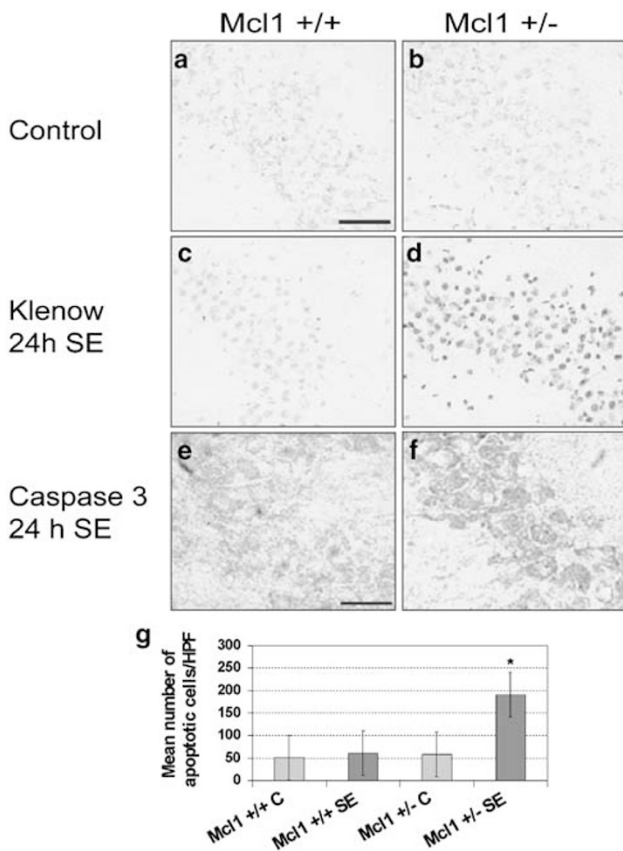 Mcl1 +/+ Mcl1 +/-
a b
Control
c d
Klenow
24h SE
e f
Caspase 3
24 h SE
g
Mean number of
apoptotic cells/HPF
300
250
200
150
100
50
0
*
Mcl1 +/+ C Mcl1 +/+ SE Mcl1 +/- C Mcl1 +/- SE